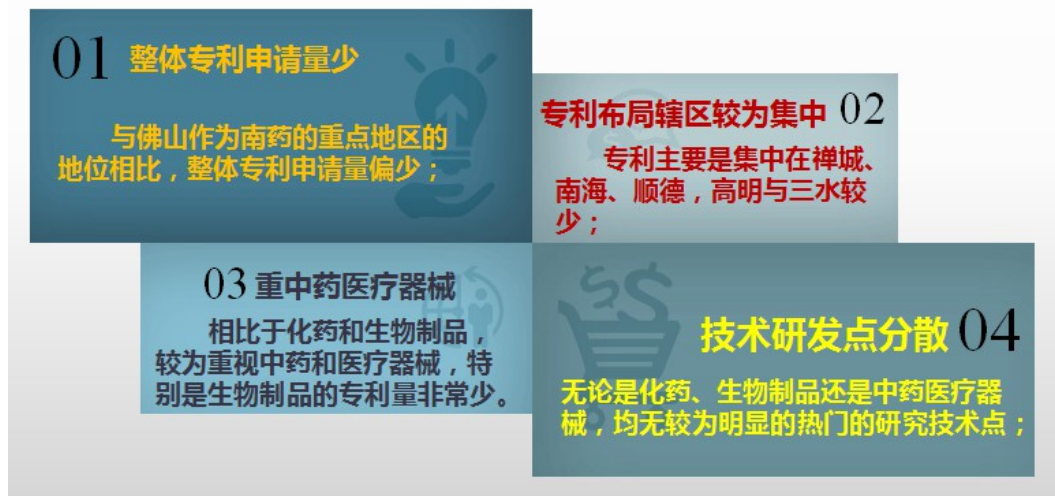 01 整体专利申请量少
与佛山作为南药的重点地区的
地位相比，整体专利申请量偏少；
专利布局辖区较为集中 02
专利主要是集中在禅城、
南海、顺德，高明与三水较
少；
03 重中药医疗器械
相比于化药和生物制品，
较为重视中药和医疗器械，特
别是生物制品的专利量非常少。
技术研发点分散 04
无论是化药、生物制品还是中药医疗器
械，均无较为明显的热门的研究技术点；